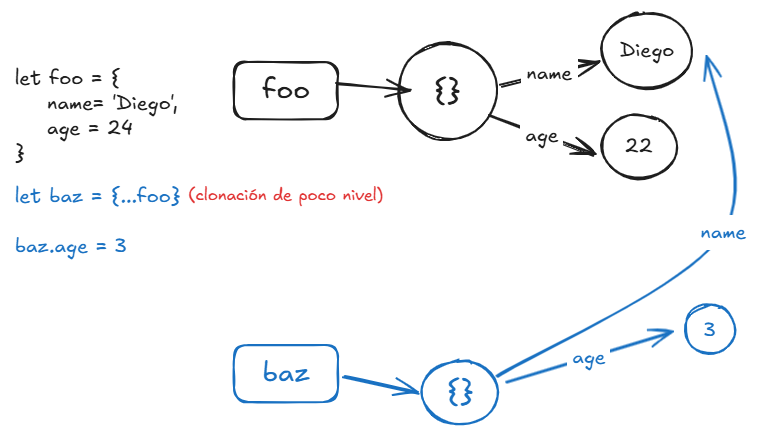 let foo = {
name= 'Diego',
age = 24
}
let baz = {...foo} (clonación de poco nivel)
baz.age = 3
foo
{}
name
Diego
age
22
baz
{}
name
age
3